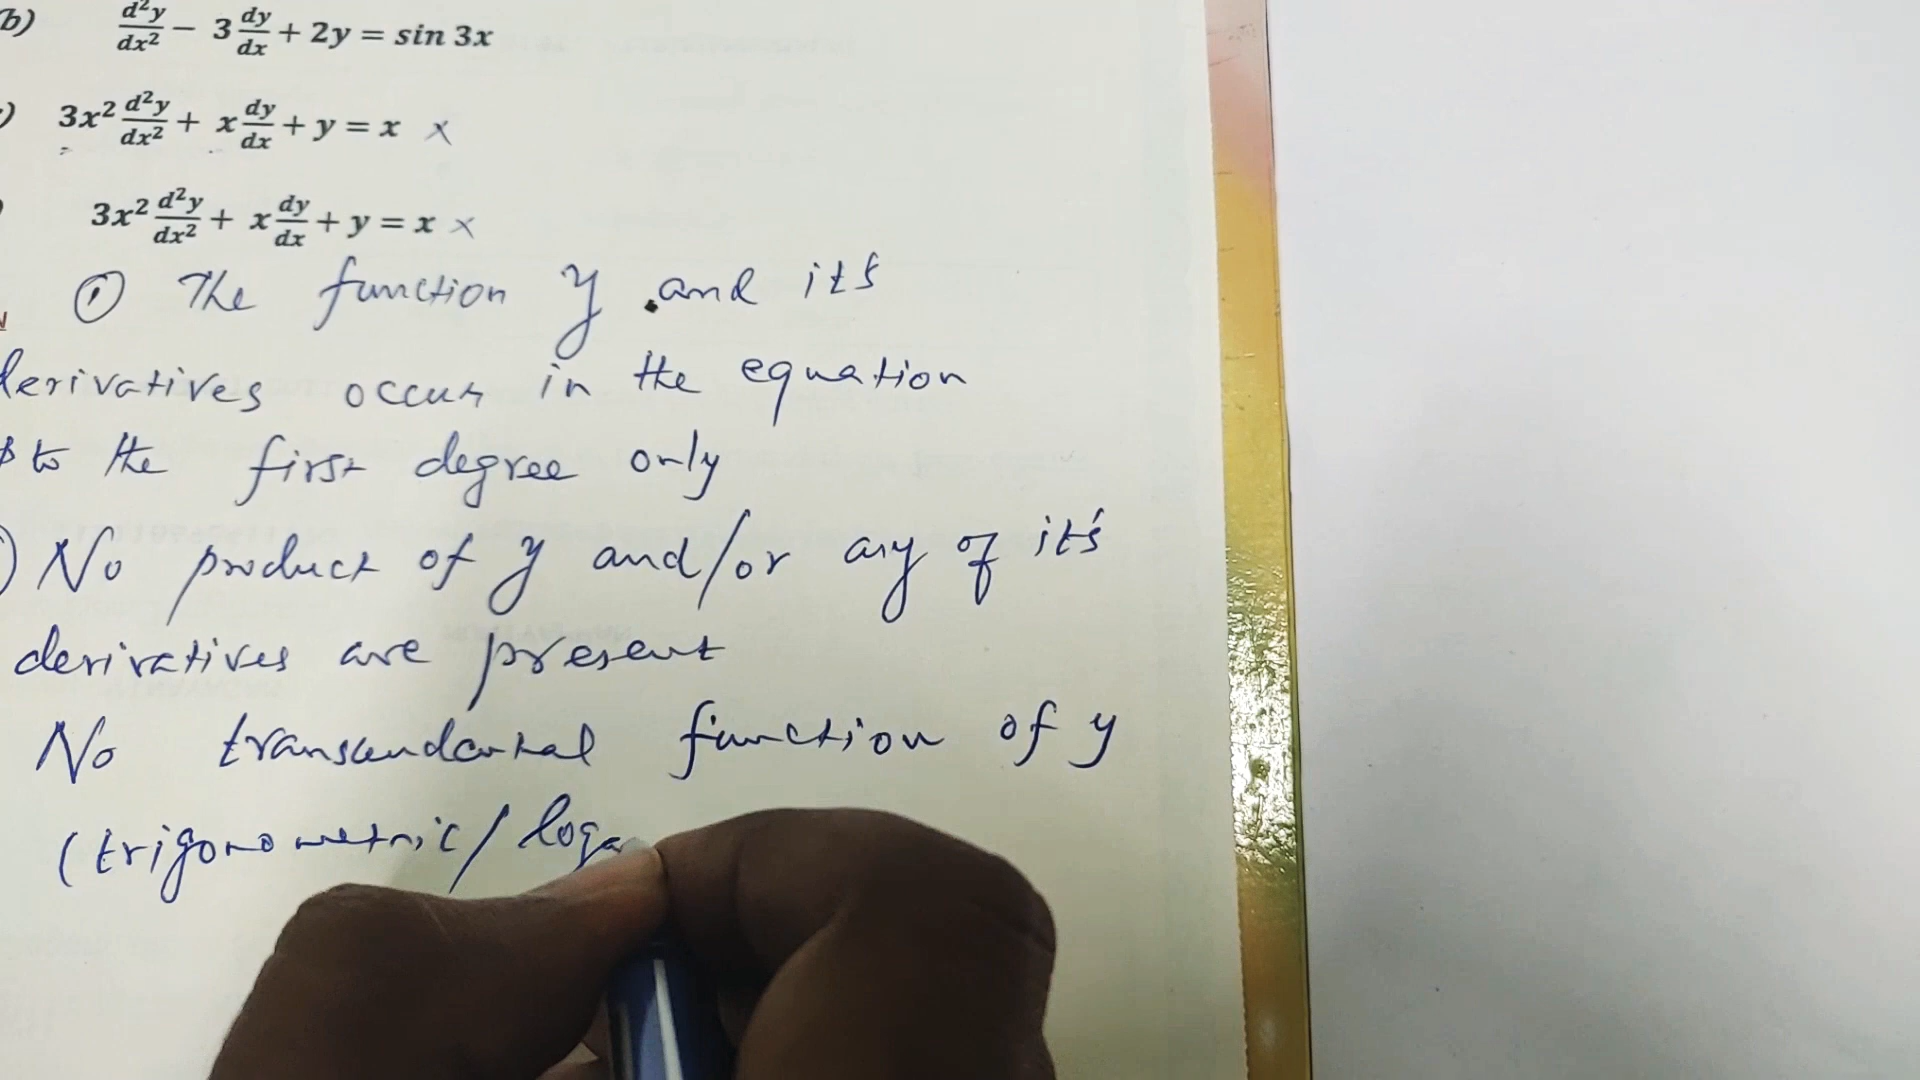 b) d²y/dx² − 3 dy/dx + 2y = sin 3x
) 3x² d²y/dx² + x dy/dx + y = x ×
3x² d²y/dx² + x dy/dx + y = x ×
① The function y and its
derivatives occur in the equation
to the first degree only
) No product of y and/or any of it's
derivatives are present
No transcendental function of y
(trigonometric/ loga